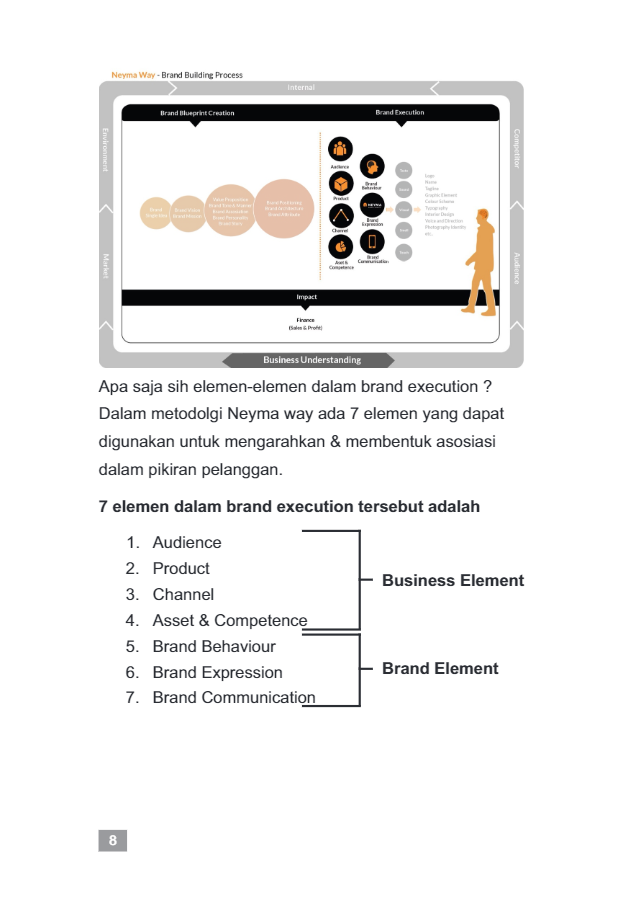 Neyma Way - Brand Building Process
Internal
Environment
Market
Competitor
Audience
Brand Blueprint Creation
Brand Execution
Audience
Product
Channel
Aset &
Competence
Brand
Behaviour
Brand
Expression
Brand
Communication
Logo
Name
Tagline
Graphic Element
Colour Scheme
Typography
Interior Design
Voice and Direction
Photography Identity
etc.
Impact
Finance
(Sales & Profit)
Business Understanding
Apa saja sih elemen-elemen dalam brand execution ?
Dalam metodolgi Neyma way ada 7 elemen yang dapat
digunakan untuk mengarahkan & membentuk asosiasi
dalam pikiran pelanggan.
7 elemen dalam brand execution tersebut adalah
1. Audience
2. Product
3. Channel
4. Asset & Competence
Business Element
5. Brand Behaviour
6. Brand Expression
7. Brand Communication
Brand Element
8